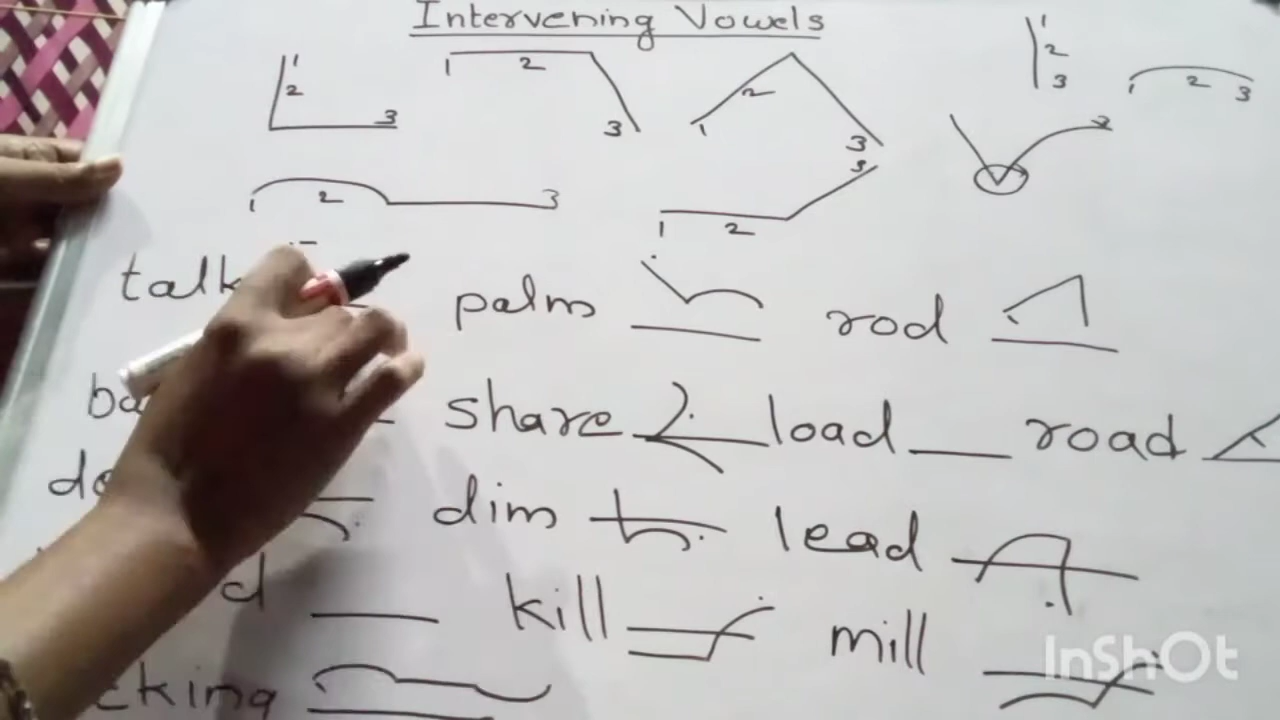 Intervening Vowels
1 2 3 1 2 3 1 2 3 1 2 3 1 2 3
1 2 3 1 2 3
talk palm rod
share load road
dim lead
kill mill
InShOt